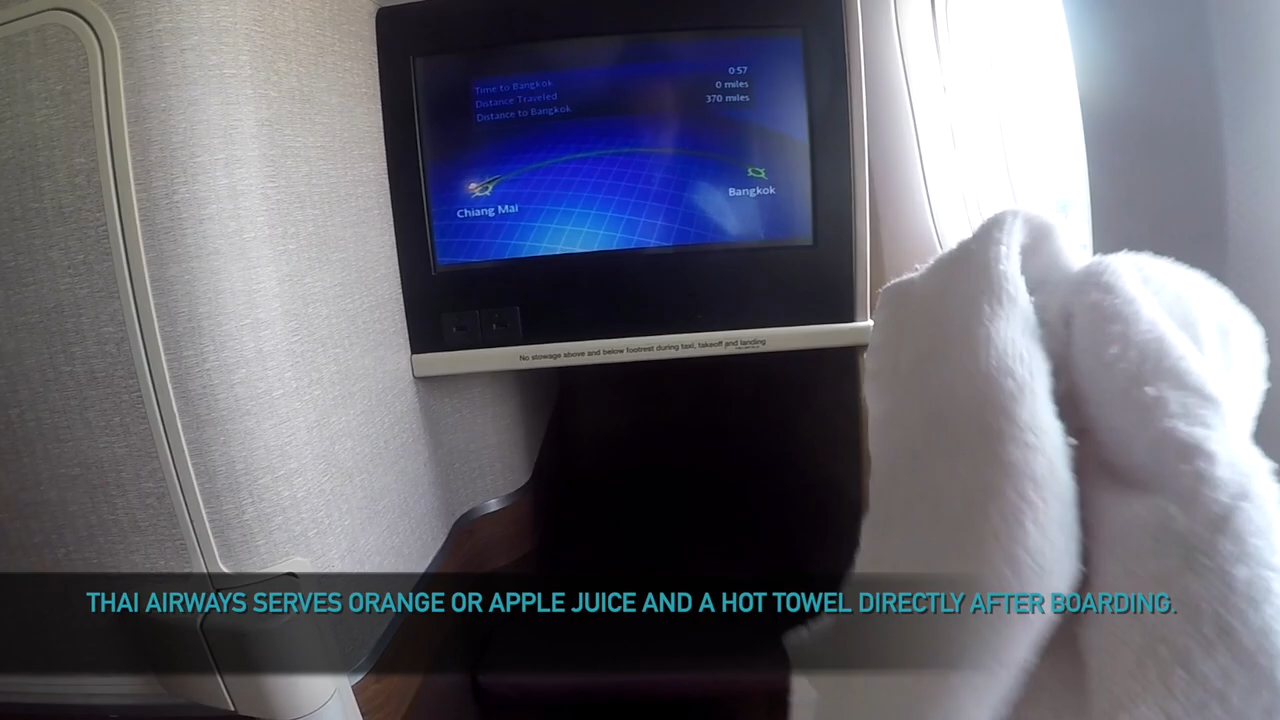 Time to Bangkok 0:57
Distance Traveled 0 miles
Distance to Bangkok 370 miles
Chiang Mai
Bangkok
No stowage above and below footrest during taxi, takeoff and landing
THAI AIRWAYS SERVES ORANGE OR APPLE JUICE AND A HOT TOWEL DIRECTLY AFTER BOARDING.